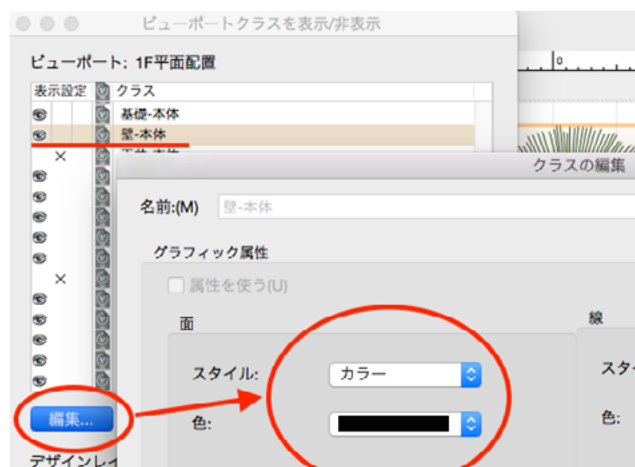 ビューポートクラスを表示/非表示
ビューポート: 1F平面配置
表示設定 クラス
基礎-本体
壁-本体
0
クラスの編集
名前:(M) 壁-本体
グラフィック属性
属性を使う(U)
面
線
スタイル: カラー
スタ
色:
色:
編集...
デザインレイ